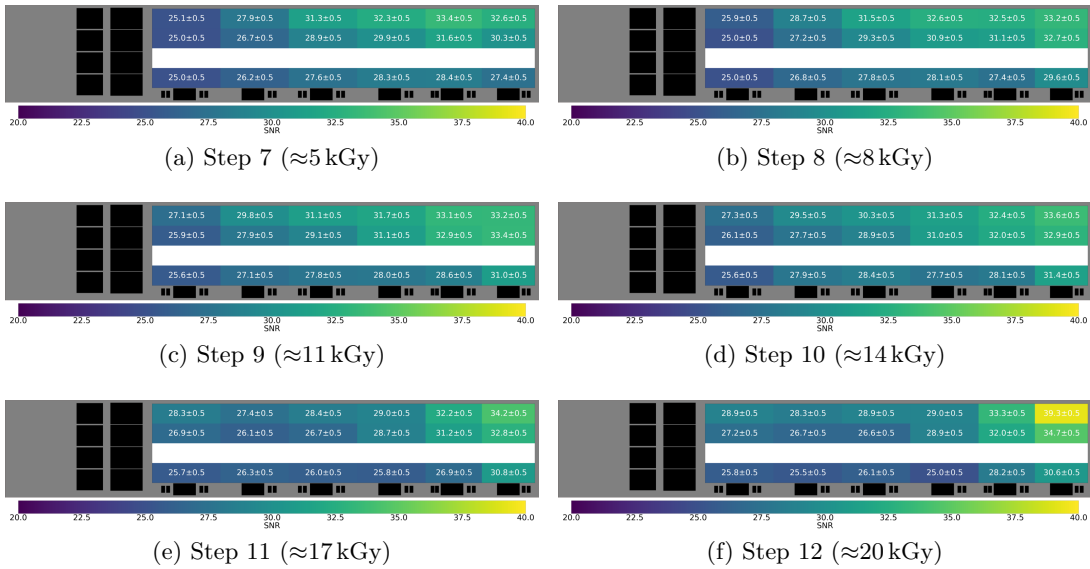 25.1±0.5 27.9±0.5 31.3±0.5 32.3±0.5 33.4±0.5 32.6±0.5
25.0±0.5 26.7±0.5 28.9±0.5 29.9±0.5 31.6±0.5 30.3±0.5
25.0±0.5 26.2±0.5 27.6±0.5 28.3±0.5 28.4±0.5 27.4±0.5
20.0 22.5 25.0 27.5 30.0 32.5 35.0 37.5 40.0
SNR
(a) Step 7 (≈5 kGy)
25.9±0.5 28.7±0.5 31.5±0.5 32.6±0.5 32.5±0.5 33.2±0.5
25.0±0.5 27.2±0.5 29.3±0.5 30.9±0.5 31.1±0.5 32.7±0.5
25.0±0.5 26.8±0.5 27.8±0.5 28.1±0.5 27.4±0.5 29.6±0.5
20.0 22.5 25.0 27.5 30.0 32.5 35.0 37.5 40.0
SNR
(b) Step 8 (≈8 kGy)
27.1±0.5 29.8±0.5 31.1±0.5 31.7±0.5 33.1±0.5 33.2±0.5
25.9±0.5 27.9±0.5 29.1±0.5 31.1±0.5 32.9±0.5 33.4±0.5
25.6±0.5 27.1±0.5 27.8±0.5 28.0±0.5 28.6±0.5 31.0±0.5
20.0 22.5 25.0 27.5 30.0 32.5 35.0 37.5 40.0
SNR
(c) Step 9 (≈11 kGy)
27.3±0.5 29.5±0.5 30.3±0.5 31.3±0.5 32.4±0.5 33.6±0.5
26.1±0.5 27.7±0.5 28.9±0.5 31.0±0.5 32.0±0.5 32.9±0.5
25.6±0.5 27.9±0.5 28.4±0.5 27.7±0.5 28.1±0.5 31.4±0.5
20.0 22.5 25.0 27.5 30.0 32.5 35.0 37.5 40.0
SNR
(d) Step 10 (≈14 kGy)
28.3±0.5 27.4±0.5 28.4±0.5 29.0±0.5 32.2±0.5 34.2±0.5
26.9±0.5 26.1±0.5 26.7±0.5 28.7±0.5 31.2±0.5 32.8±0.5
25.7±0.5 26.3±0.5 26.0±0.5 25.8±0.5 26.9±0.5 30.8±0.5
20.0 22.5 25.0 27.5 30.0 32.5 35.0 37.5 40.0
SNR
(e) Step 11 (≈17 kGy)
28.9±0.5 28.3±0.5 28.9±0.5 29.0±0.5 33.3±0.5 39.3±0.5
27.2±0.5 26.7±0.5 26.6±0.5 28.9±0.5 32.0±0.5 34.7±0.5
25.8±0.5 25.5±0.5 26.1±0.5 25.0±0.5 28.2±0.5 30.6±0.5
20.0 22.5 25.0 27.5 30.0 32.5 35.0 37.5 40.0
SNR
(f) Step 12 (≈20 kGy)